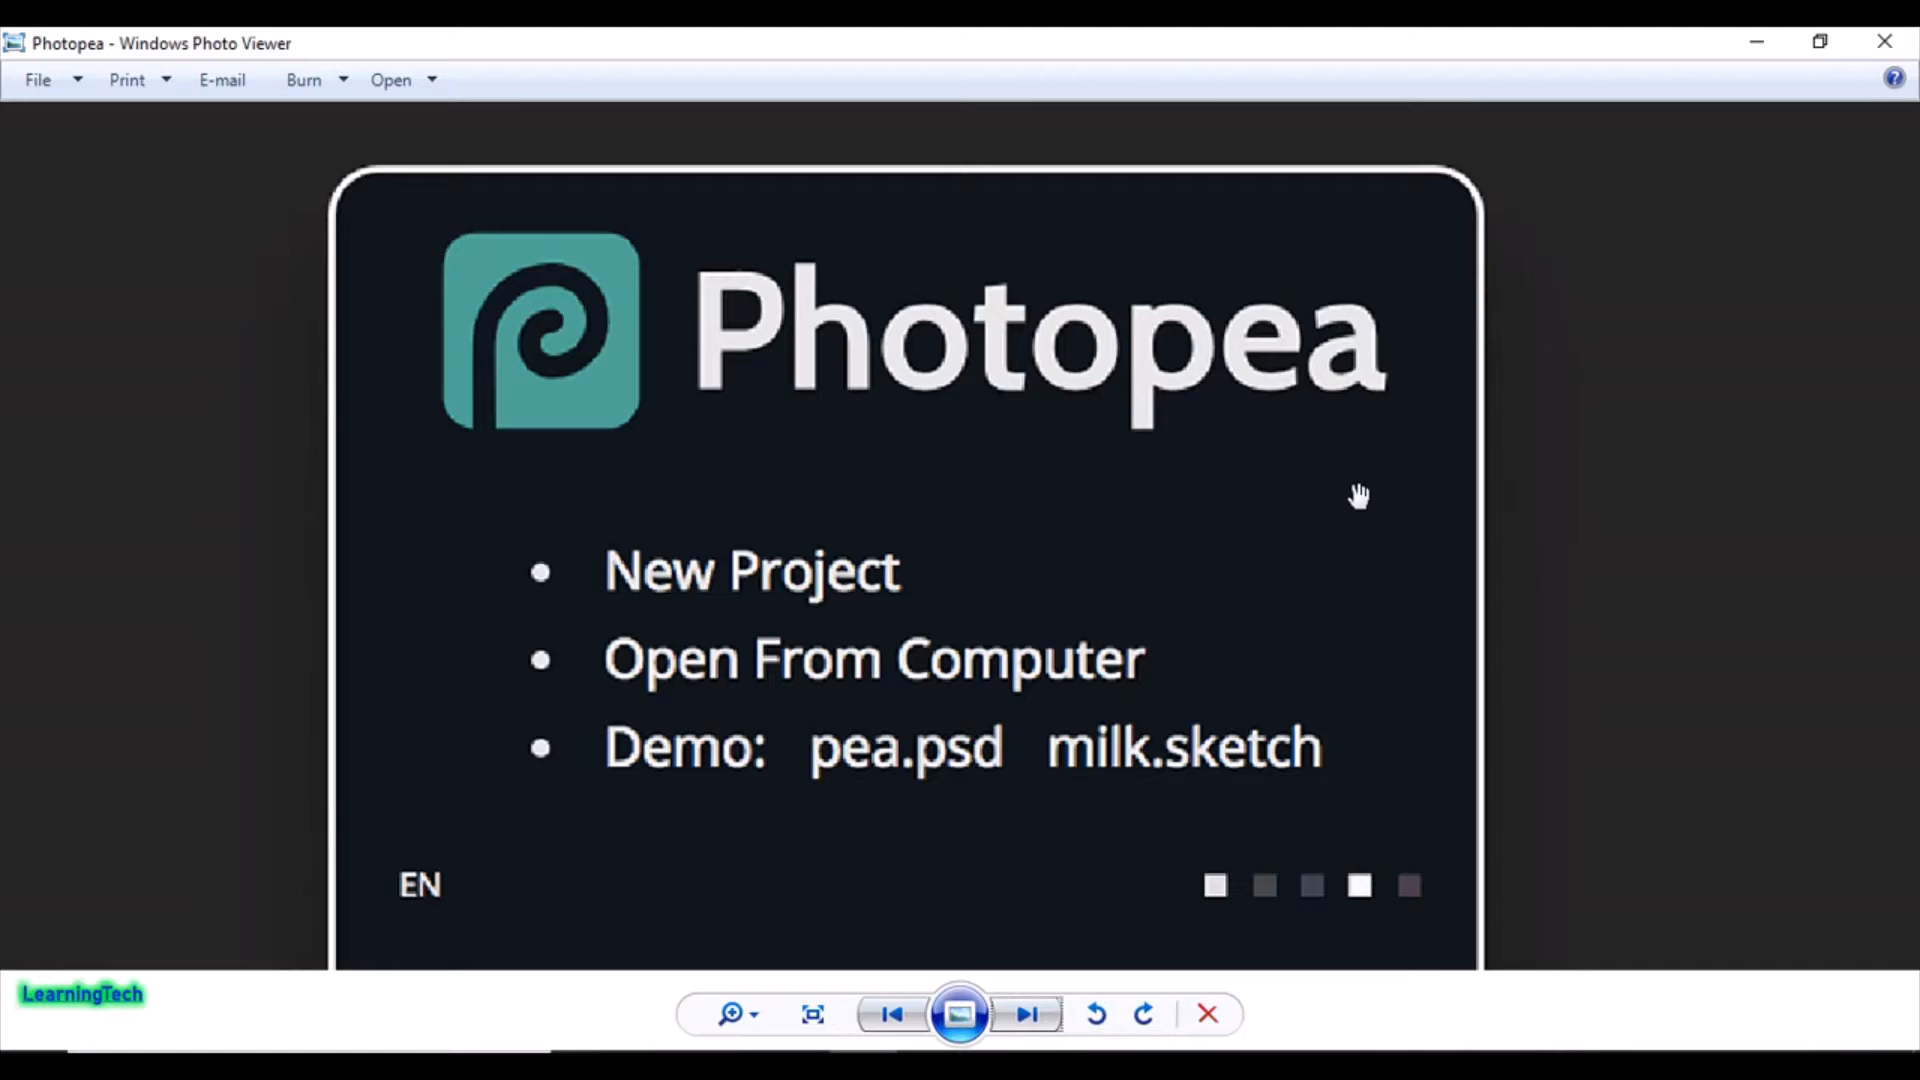 Photopea - Windows Photo Viewer
File Print E-mail Burn Open
Photopea
New Project
Open From Computer
Demo: pea.psd milk.sketch
EN
LearningTech